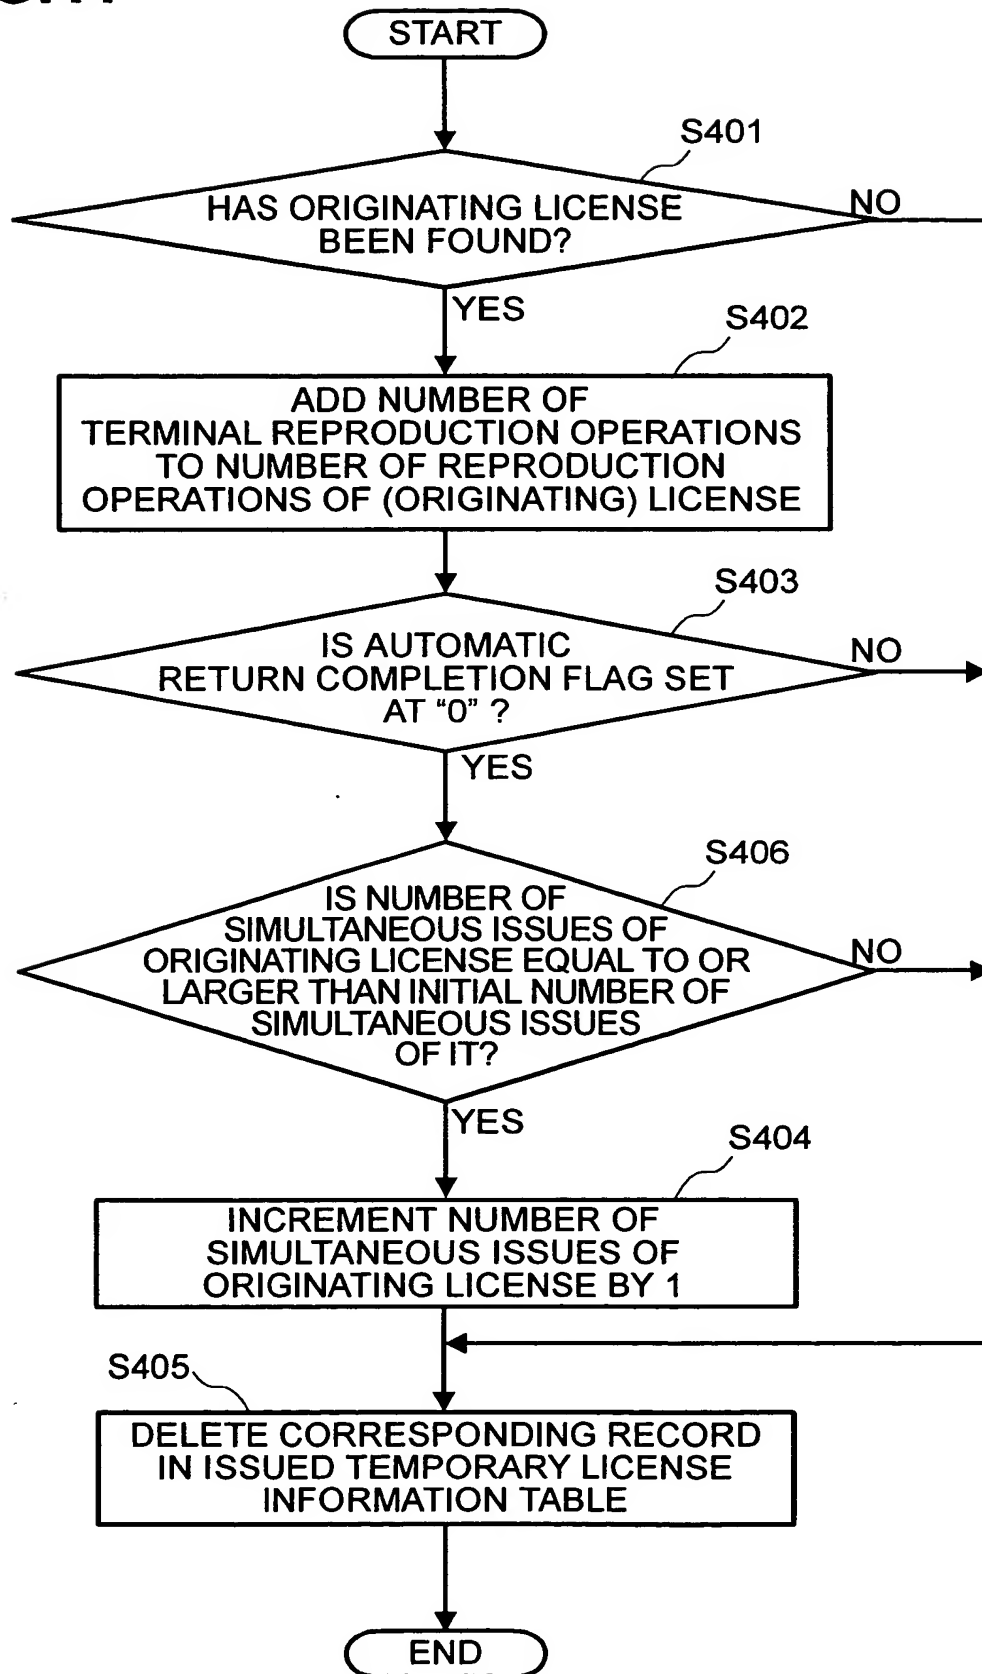 START
S401
HAS ORIGINATING LICENSE
BEEN FOUND?
NO
YES
S402
ADD NUMBER OF
TERMINAL REPRODUCTION OPERATIONS
TO NUMBER OF REPRODUCTION
OPERATIONS OF (ORIGINATING) LICENSE
S403
IS AUTOMATIC
RETURN COMPLETION FLAG SET
AT “0” ?
NO
YES
S406
IS NUMBER OF
SIMULTANEOUS ISSUES OF
ORIGINATING LICENSE EQUAL TO OR
LARGER THAN INITIAL NUMBER OF
SIMULTANEOUS ISSUES
OF IT?
NO
YES
S404
INCREMENT NUMBER OF
SIMULTANEOUS ISSUES OF
ORIGINATING LICENSE BY 1
S405
DELETE CORRESPONDING RECORD
IN ISSUED TEMPORARY LICENSE
INFORMATION TABLE
END